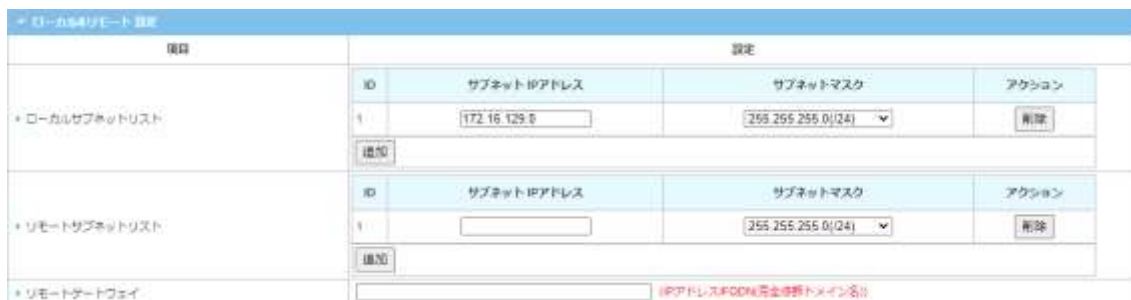 ローカル&リモート 設定
項目 設定
ID サブネット IPアドレス サブネットマスク アクション
ローカルサブネットリスト 1 172.16.129.0 255.255.255.0(/24) 削除
追加
ID サブネット IPアドレス サブネットマスク アクション
リモートサブネットリスト 1 255.255.255.0(/24) 削除
追加
リモートゲートウェイ (IPアドレス/FQDN(完全修飾ドメイン名))